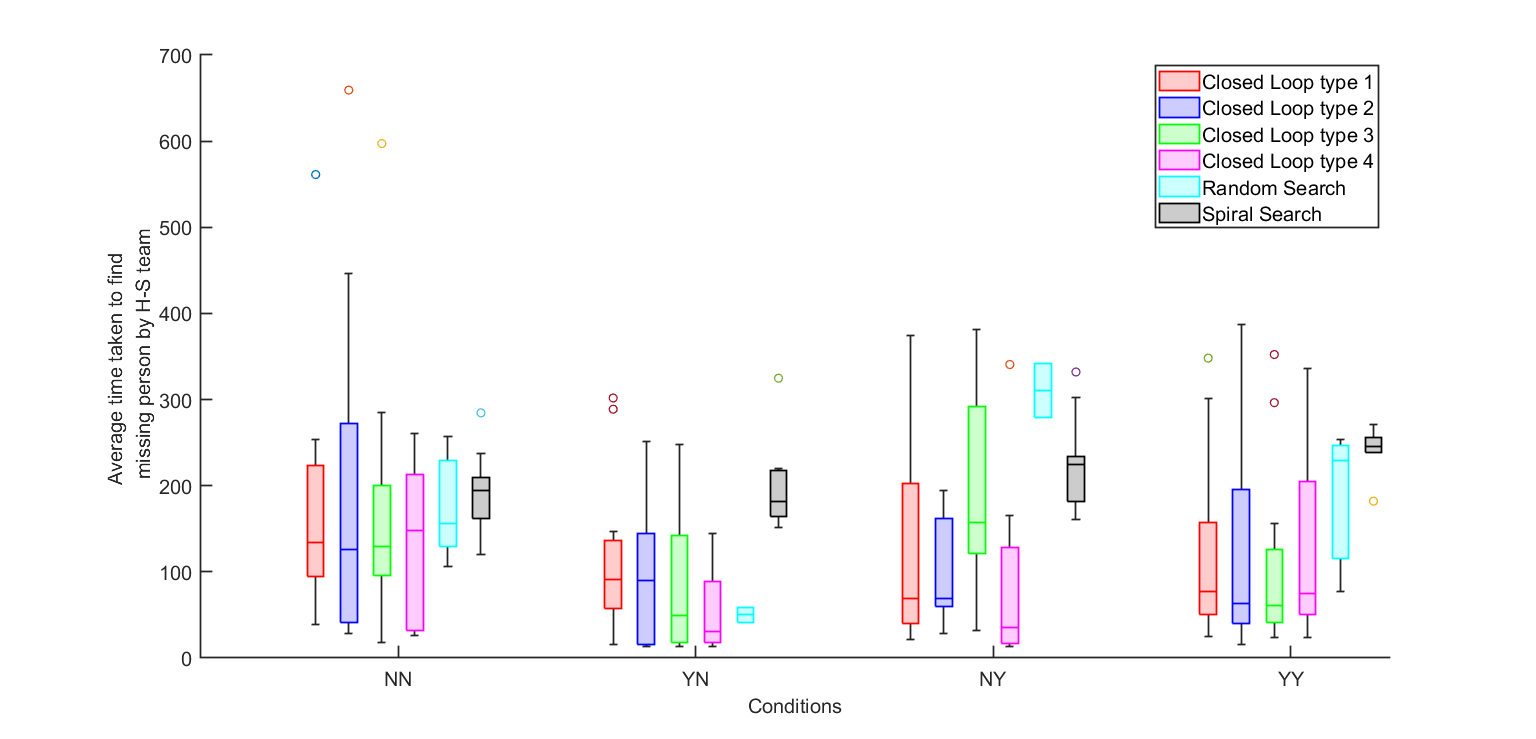 700
600
500
400
300
200
100
0
Average time taken to find
missing person by H-S team
Closed Loop type 1
Closed Loop type 2
Closed Loop type 3
Closed Loop type 4
Random Search
Spiral Search
NN
YN
NY
YY
Conditions